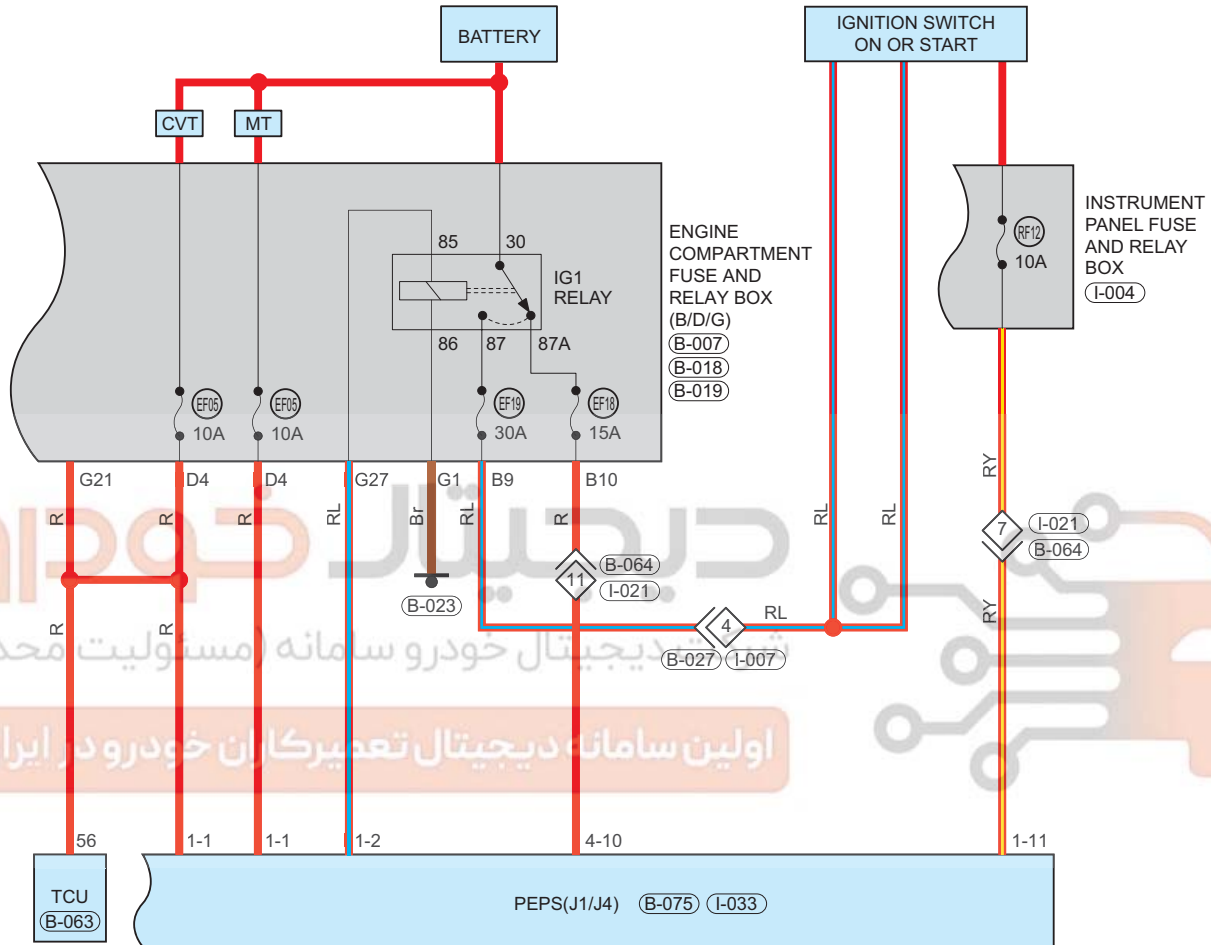 BATTERY
IGNITION SWITCH
ON OR START
CVT
MT
INSTRUMENT
PANEL FUSE
AND RELAY
BOX
I-004
RF12
10A
ENGINE
COMPARTMENT
FUSE AND
RELAY BOX
(B/D/G)
B-007
B-018
B-019
85
30
IG1
RELAY
86
87
87A
EF05
10A
EF05
10A
EF19
30A
EF18
15A
G21
D4
D4
G27
G1
B9
B10
R
R
R
RL
Br
RL
R
RL
RL
RY
7
I-021
B-064
RY
دیجیتال خودرو
11
B-064
I-021
B-023
4
RL
B-027
I-007
R
R
شرکت دیجیتال خودرو سامانه (مسئولیت
اولین سامانه دیجیتال تعمیرکاران خودرو در
56
1-1
1-1
1-2
4-10
1-11
TCU
B-063
PEPS(J1/J4)
B-075
I-033